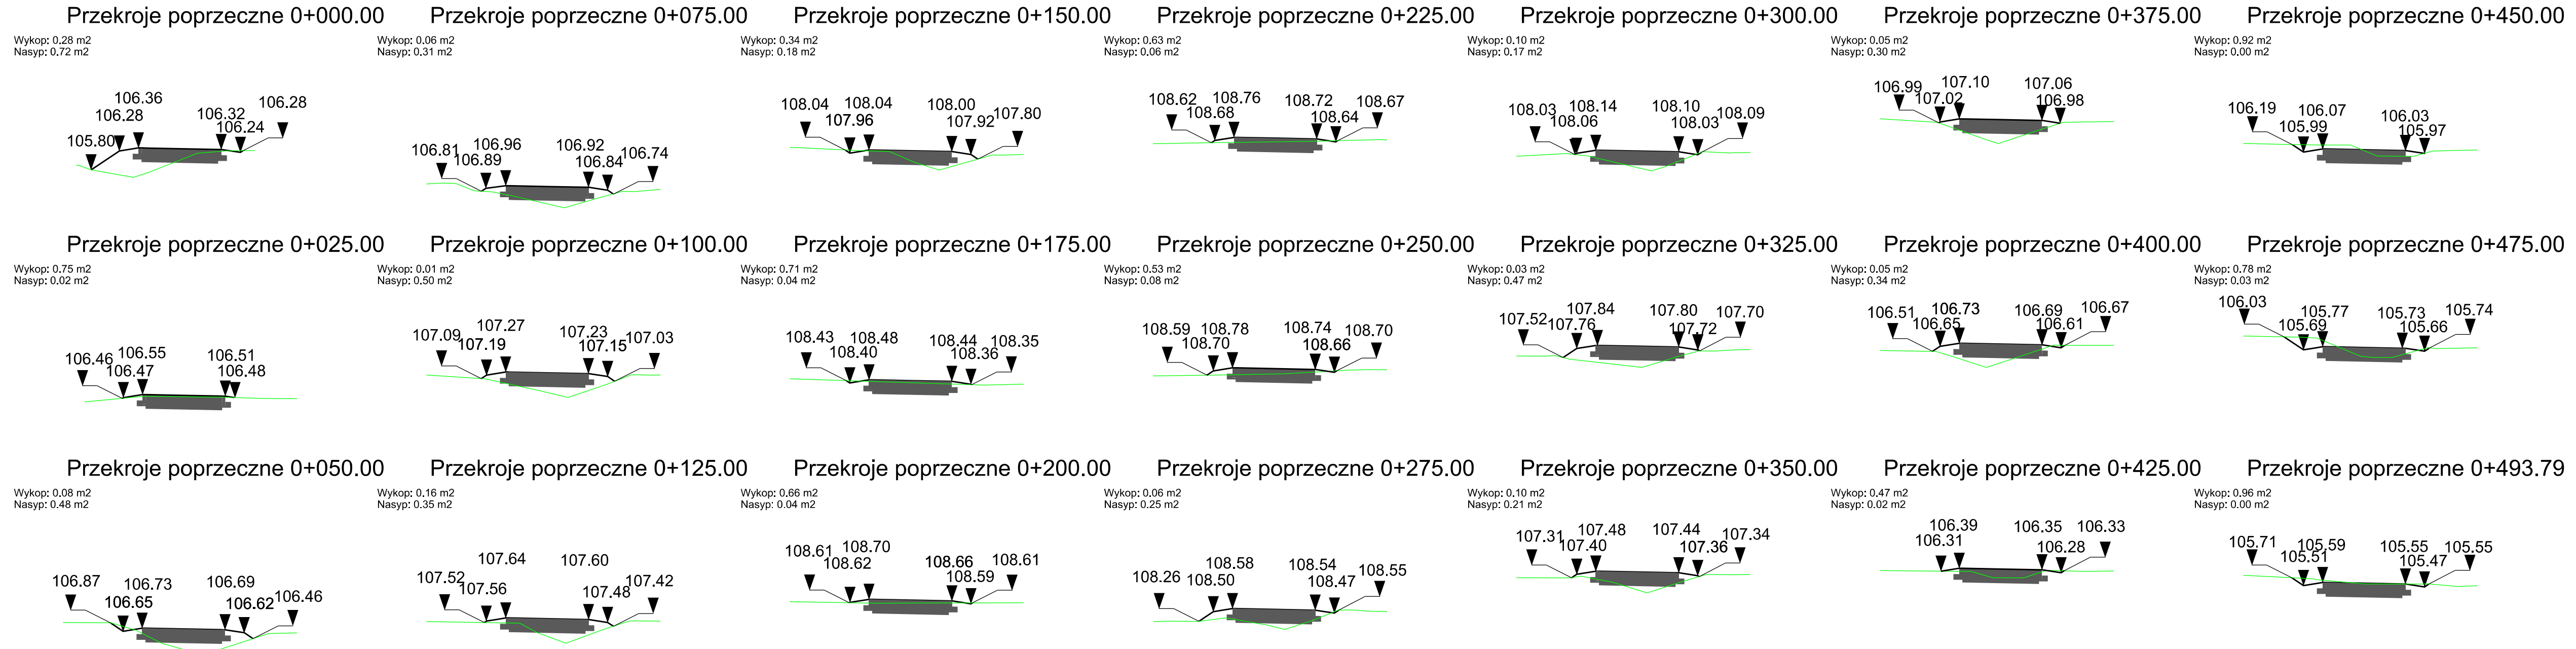 Przekroje poprzeczne 0+000.00
Wykop: 0.28 m2
Nasyp: 0.72 m2
106.36
106.28
105.80
106.32
106.24
106.28
Przekroje poprzeczne 0+075.00
Wykop: 0.06 m2
Nasyp: 0.31 m2
106.81
106.89
106.96
106.92
106.84
106.74
Przekroje poprzeczne 0+150.00
Wykop: 0.34 m2
Nasyp: 0.18 m2
108.04
107.96
108.04
108.00
107.92
107.80
Przekroje poprzeczne 0+225.00
Wykop: 0.63 m2
Nasyp: 0.06 m2
108.62
108.68
108.76
108.72
108.64
108.67
Przekroje poprzeczne 0+300.00
Wykop: 0.10 m2
Nasyp: 0.17 m2
108.03
108.06
108.14
108.10
108.03
108.09
Przekroje poprzeczne 0+375.00
Wykop: 0.05 m2
Nasyp: 0.30 m2
106.99
107.02
107.10
107.06
106.98
Przekroje poprzeczne 0+450.00
Wykop: 0.92 m2
Nasyp: 0.00 m2
106.19
105.99
106.07
106.03
105.97
Przekroje poprzeczne 0+025.00
Wykop: 0.75 m2
Nasyp: 0.02 m2
106.46
106.47
106.55
106.51
106.48
Przekroje poprzeczne 0+100.00
Wykop: 0.01 m2
Nasyp: 0.50 m2
107.09
107.19
107.27
107.23
107.15
107.03
Przekroje poprzeczne 0+175.00
Wykop: 0.71 m2
Nasyp: 0.04 m2
108.43
108.40
108.48
108.44
108.36
108.35
Przekroje poprzeczne 0+250.00
Wykop: 0.53 m2
Nasyp: 0.08 m2
108.59
108.70
108.78
108.74
108.66
108.70
Przekroje poprzeczne 0+325.00
Wykop: 0.03 m2
Nasyp: 0.47 m2
107.52
107.76
107.84
107.80
107.72
107.70
Przekroje poprzeczne 0+400.00
Wykop: 0.05 m2
Nasyp: 0.34 m2
106.51
106.65
106.73
106.69
106.61
106.67
Przekroje poprzeczne 0+475.00
Wykop: 0.78 m2
Nasyp: 0.03 m2
106.03
105.69
105.77
105.73
105.66
105.74
Przekroje poprzeczne 0+050.00
Wykop: 0.08 m2
Nasyp: 0.48 m2
106.87
106.65
106.73
106.69
106.62
106.46
Przekroje poprzeczne 0+125.00
Wykop: 0.16 m2
Nasyp: 0.35 m2
107.52
107.56
107.64
107.60
107.48
107.42
Przekroje poprzeczne 0+200.00
Wykop: 0.66 m2
Nasyp: 0.04 m2
108.61
108.62
108.70
108.66
108.59
108.61
Przekroje poprzeczne 0+275.00
Wykop: 0.06 m2
Nasyp: 0.25 m2
108.26
108.50
108.58
108.54
108.47
108.55
Przekroje poprzeczne 0+350.00
Wykop: 0.10 m2
Nasyp: 0.21 m2
107.31
107.40
107.48
107.44
107.36
107.34
Przekroje poprzeczne 0+425.00
Wykop: 0.47 m2
Nasyp: 0.02 m2
106.31
106.39
106.35
106.28
106.33
Przekroje poprzeczne 0+493.79
Wykop: 0.96 m2
Nasyp: 0.00 m2
105.71
105.51
105.59
105.55
105.47
105.55